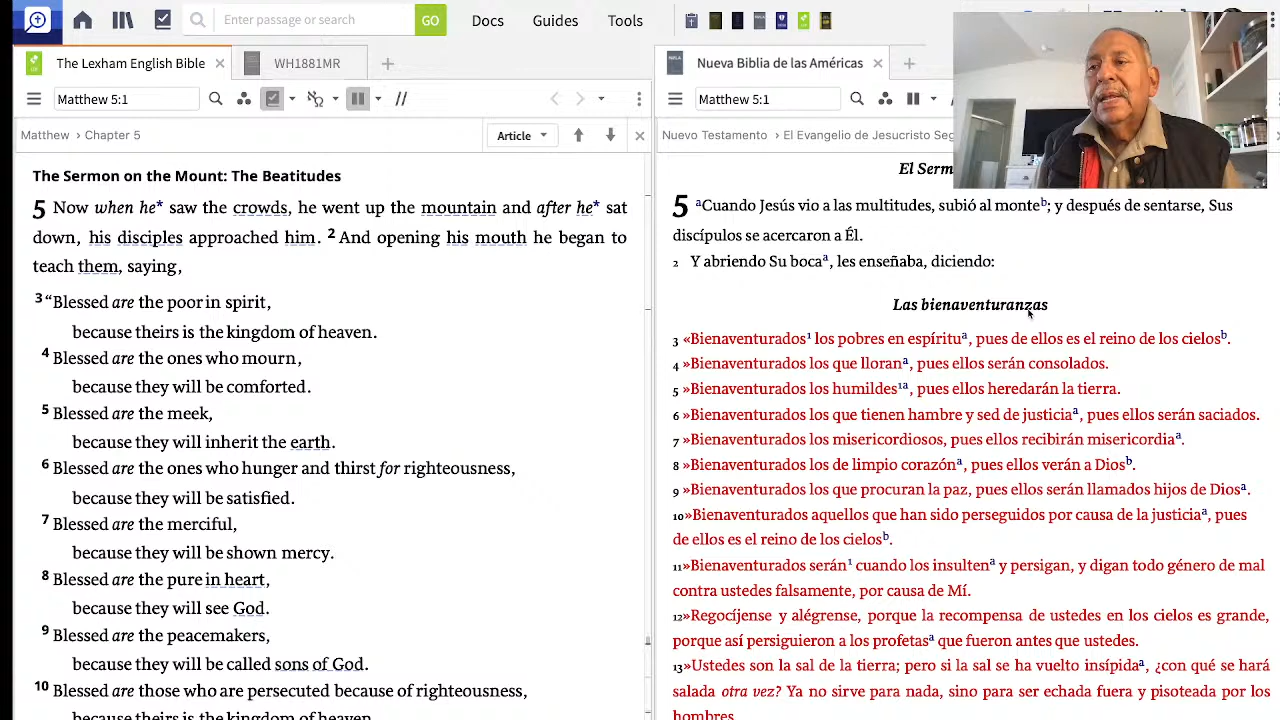 Enter passage or search GO Docs Guides Tools
The Lexham English Bible WH1881MR
Matthew 5:1
Matthew Chapter 5 Article
The Sermon on the Mount: The Beatitudes
5 Now when he* saw the crowds, he went up the mountain and after he* sat
down, his disciples approached him. 2 And opening his mouth he began to
teach them, saying,
3 “Blessed are the poor in spirit,
because theirs is the kingdom of heaven.
4 Blessed are the ones who mourn,
because they will be comforted.
5 Blessed are the meek,
because they will inherit the earth.
6 Blessed are the ones who hunger and thirst for righteousness,
because they will be satisfied.
7 Blessed are the merciful,
because they will be shown mercy.
8 Blessed are the pure in heart,
because they will see God.
9 Blessed are the peacemakers,
because they will be called sons of God.
10 Blessed are those who are persecuted because of righteousness,
because theirs is the kingdom of heaven
Nueva Biblia de las Américas
Matthew 5:1
Nuevo Testamento El Evangelio de Jesucristo Seg
El Serm
5 aCuando Jesús vio a las multitudes, subió al monteb; y después de sentarse, Sus
discípulos se acercaron a Él.
2 Y abriendo Su bocaa, les enseñaba, diciendo:
Las bienaventuranzas
3 »Bienaventurados1 los pobres en espíritua, pues de ellos es el reino de los cielosb.
4 »Bienaventurados los que llorana, pues ellos serán consolados.
5 »Bienaventurados los humildes1a, pues ellos heredarán la tierra.
6 »Bienaventurados los que tienen hambre y sed de justiciaa, pues ellos serán saciados.
7 »Bienaventurados los misericordiosos, pues ellos recibirán misericordiaa.
8 »Bienaventurados los de limpio corazóna, pues ellos verán a Diosb.
9 »Bienaventurados los que procuran la paz, pues ellos serán llamados hijos de Diosa.
10 »Bienaventurados aquellos que han sido perseguidos por causa de la justiciaa, pues
de ellos es el reino de los cielosb.
11 »Bienaventurados serán1 cuando los insultena y persigan, y digan todo género de mal
contra ustedes falsamente, por causa de Mí.
12 »Regocíjense y alégrense, porque la recompensa de ustedes en los cielos es grande,
porque así persiguieron a los profetasa que fueron antes que ustedes.
13 »Ustedes son la sal de la tierra; pero si la sal se ha vuelto insípidaa, ¿con qué se hará
salada otra vez? Ya no sirve para nada, sino para ser echada fuera y pisoteada por los
hombres